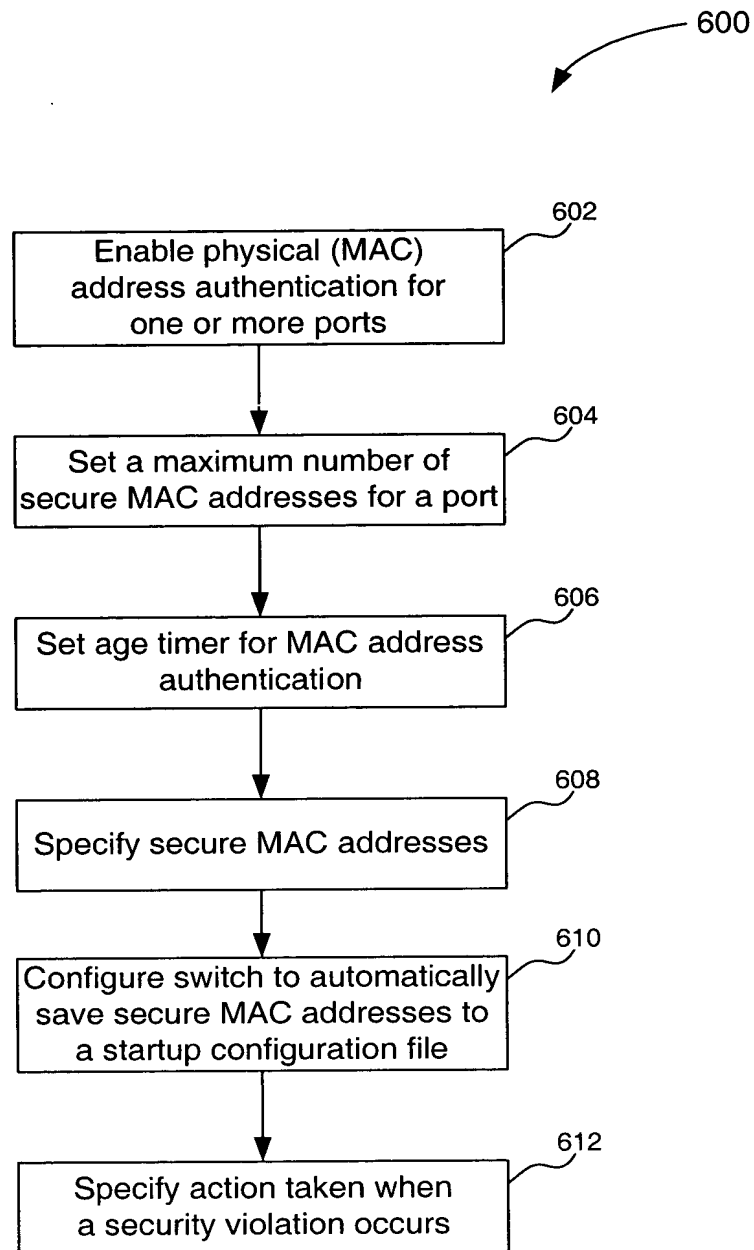 600
602
Enable physical (MAC)
address authentication for
one or more ports
604
Set a maximum number of
secure MAC addresses for a port
606
Set age timer for MAC address
authentication
608
Specify secure MAC addresses
610
Configure switch to automatically
save secure MAC addresses to
a startup configuration file
612
Specify action taken when
a security violation occurs